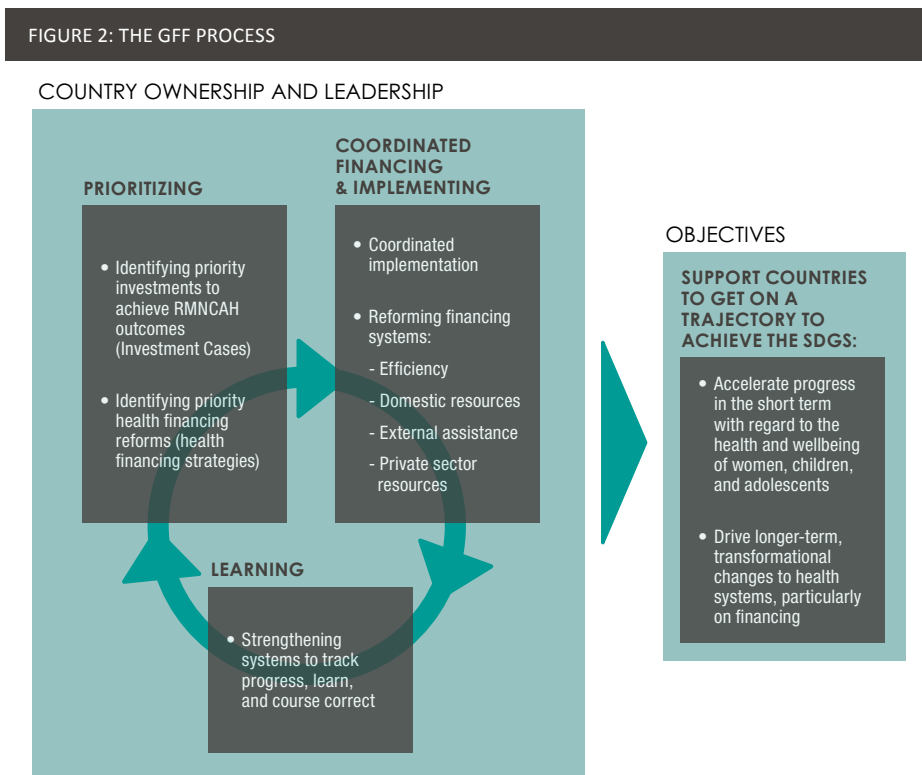 FIGURE 2: THE GFF PROCESS
COUNTRY OWNERSHIP AND LEADERSHIP
PRIORITIZING
• Identifying priority
investments to
achieve RMNCAH
outcomes
(Investment Cases)
• Identifying priority
health financing
reforms (health
financing strategies)
COORDINATED
FINANCING
& IMPLEMENTING
• Coordinated
implementation
• Reforming financing
systems:
- Efficiency
- Domestic resources
- External assistance
- Private sector
resources
LEARNING
• Strengthening
systems to track
progress, learn,
and course correct
OBJECTIVES
SUPPORT COUNTRIES
TO GET ON A
TRAJECTORY TO
ACHIEVE THE SDGS:
• Accelerate progress
in the short term
with regard to the
health and wellbeing
of women, children,
and adolescents
• Drive longer-term,
transformational
changes to health
systems, particularly
on financing